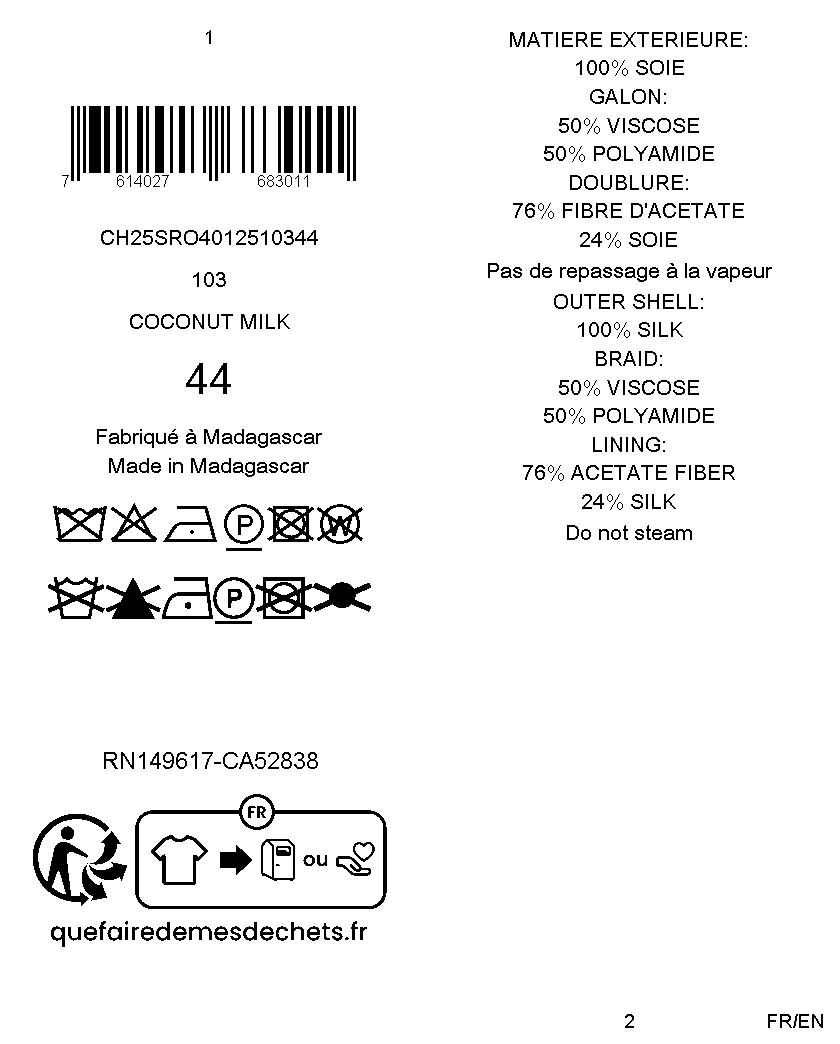 1
7 614027 683011
CH25SRO4012510344
103
COCONUT MILK
44
Fabriqué à Madagascar
Made in Madagascar
P W
P
RN149617-CA52838
FR
ou
quefairedemesdechets.fr
MATIERE EXTERIEURE:
100% SOIE
GALON:
50% VISCOSE
50% POLYAMIDE
DOUBLURE:
76% FIBRE D'ACETATE
24% SOIE
Pas de repassage à la vapeur
OUTER SHELL:
100% SILK
BRAID:
50% VISCOSE
50% POLYAMIDE
LINING:
76% ACETATE FIBER
24% SILK
Do not steam
2
FR/EN